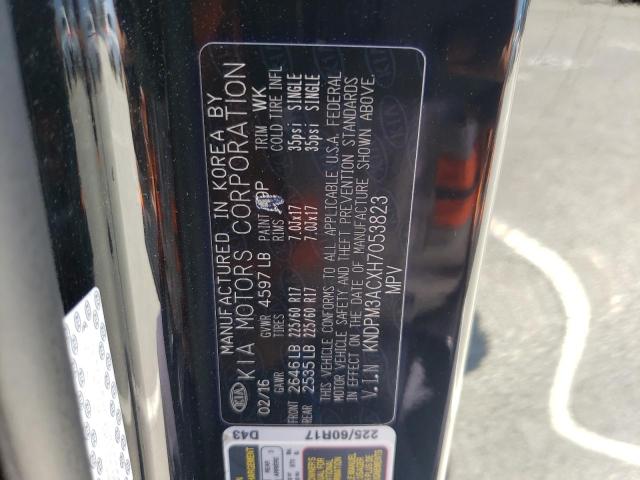 MANUFACTURED IN KOREA BY
KIA KIA MOTORS CORPORATION
02/16 GVWR 4597LB PAINT TRIM WK
GAWR TIRES RIMS COLD TIRE INFL
FRONT 2646LB 225/60 R17 7.0Jx17 35psi SINGLE
REAR 2535LB 225/60 R17 7.0Jx17 35psi SINGLE
THIS VEHICLE CONFORMS TO ALL APPLICABLE U.S.A. FEDERAL
MOTOR VEHICLE SAFETY AND THEFT PREVENTION STANDARDS
IN EFFECT ON THE DATE OF MANUFACTURE SHOWN ABOVE.
V.I.N KNDPM3ACXH7053823
MPV
D43
225/60R17